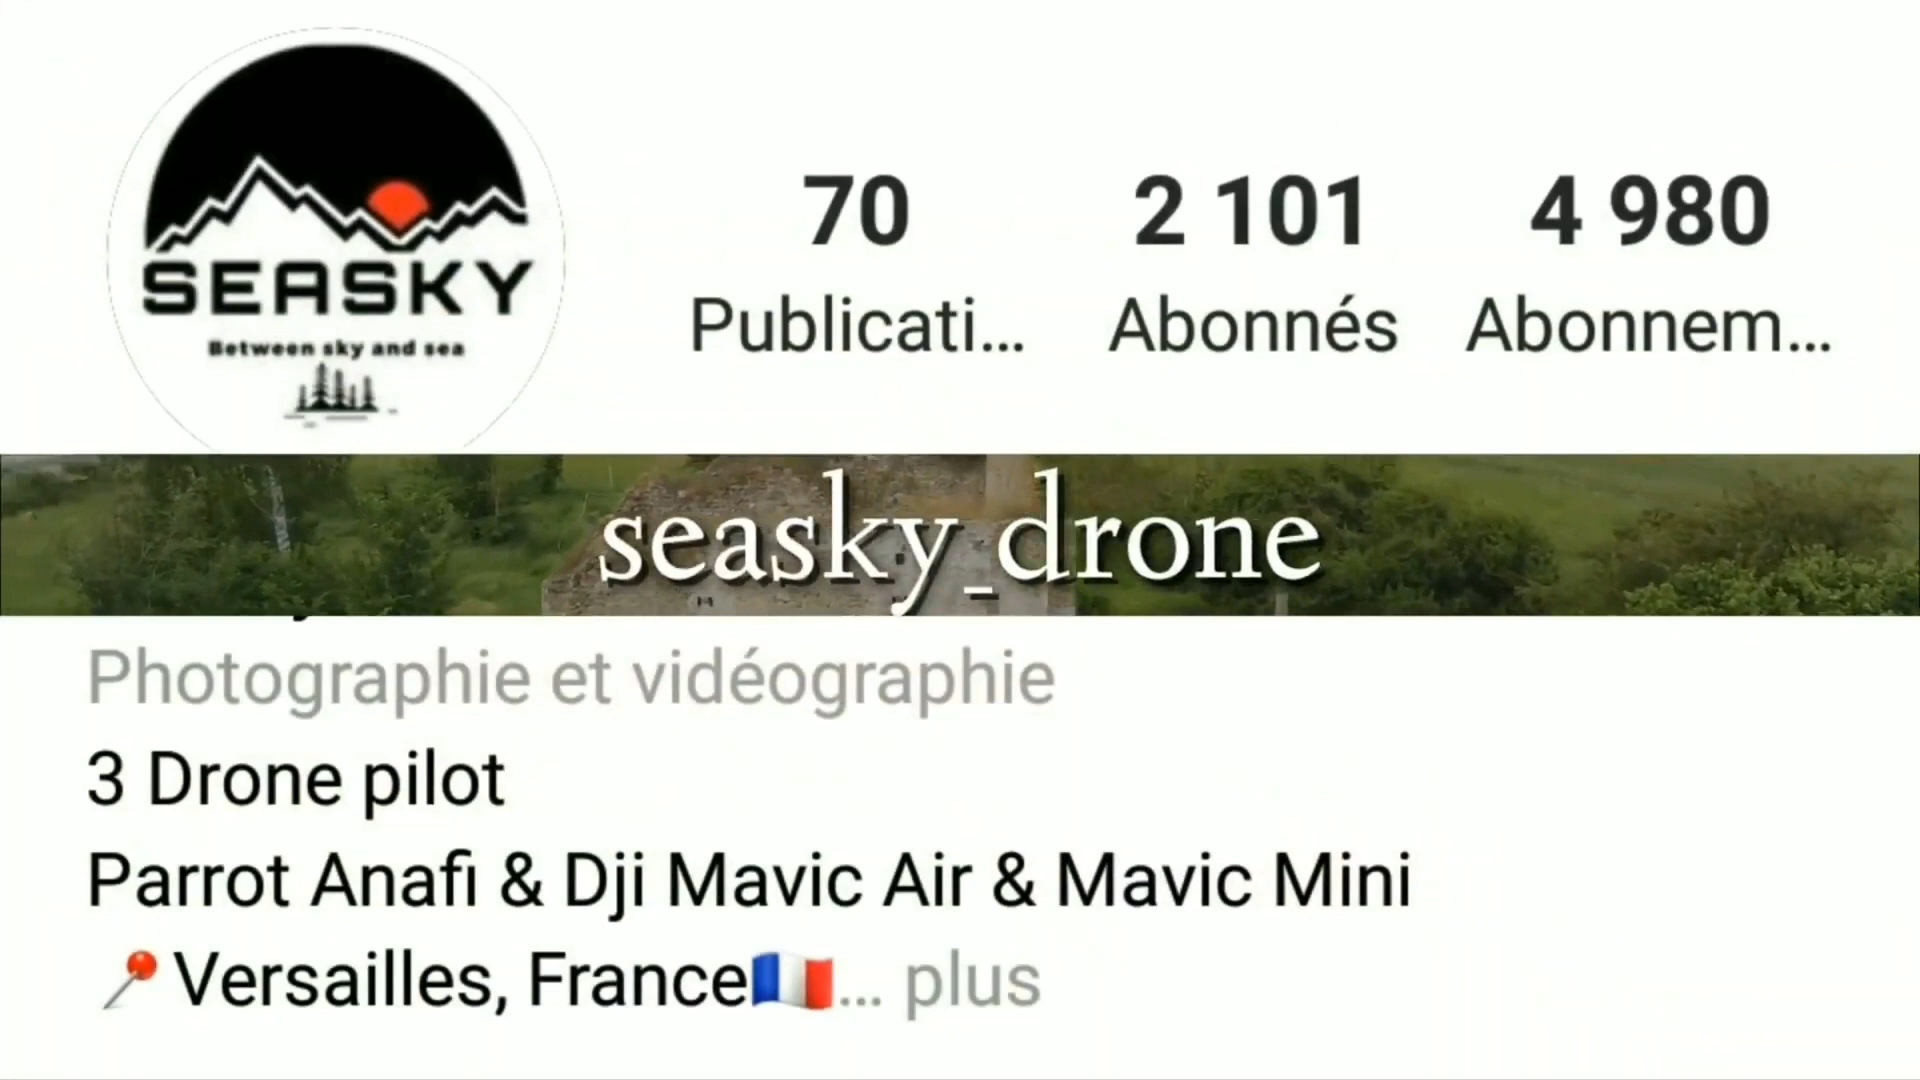 SEASKY
Between sky and sea
70
Publicati...
2 101
Abonnés
4 980
Abonnem...
seasky_drone
Photographie et vidéographie
3 Drone pilot
Parrot Anafi & Dji Mavic Air & Mavic Mini
📍Versailles, France🇫🇷... plus